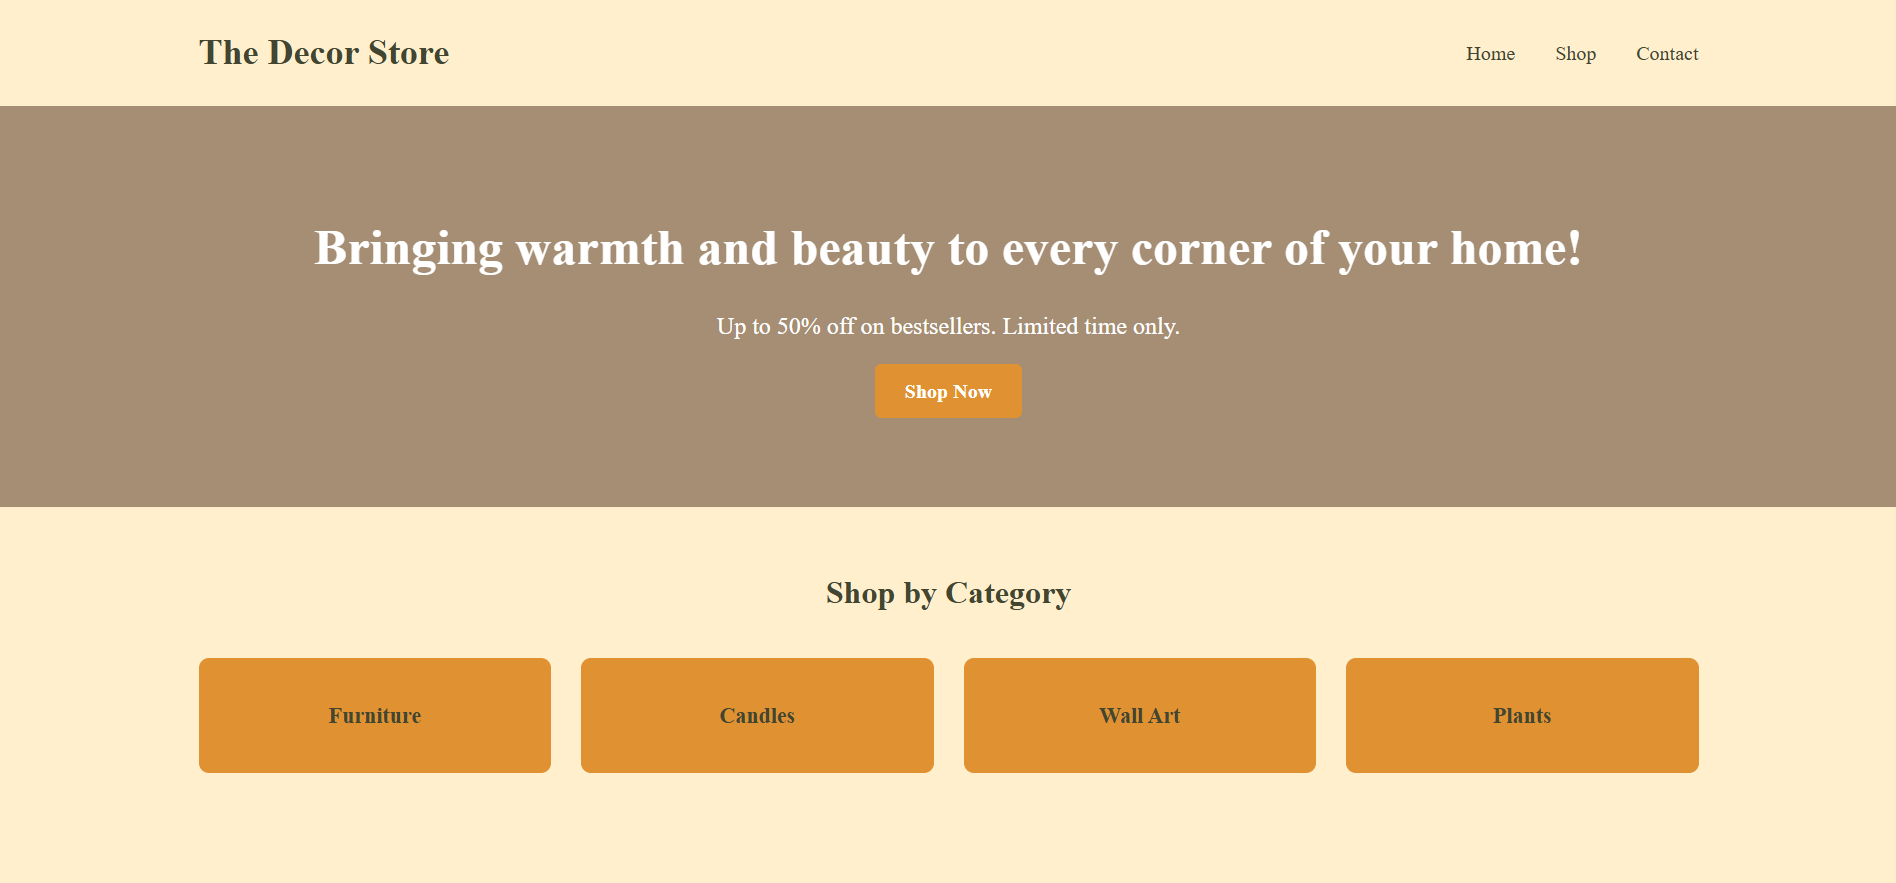 The Decor Store
Home Shop Contact
Bringing warmth and beauty to every corner of your home!
Up to 50% off on bestsellers. Limited time only.
Shop Now
Shop by Category
Furniture
Candles
Wall Art
Plants